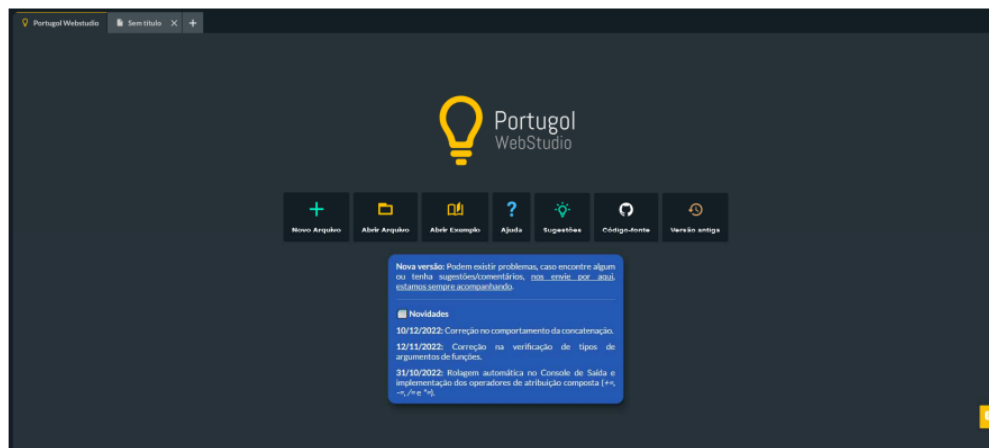 Portugol Webstudio
Sem título
Portugol
WebStudio
Novo Arquivo
Abrir Arquivo
Abrir Exemplo
Ajuda
Sugestões
Código-fonte
Versão antiga
Nova versão: Podem existir problemas, caso encontre algum
ou tenha sugestões/comentários, nos envie por aqui,
estamos sempre acompanhando.
Novidades
10/12/2022: Correção no comportamento da concatenação.
12/11/2022: Correção na verificação de tipos de
argumentos de funções.
31/10/2022: Rolagem automática no Console de Saída e
implementação dos operadores de atribuição composta (+=,
-=, /= e *=).